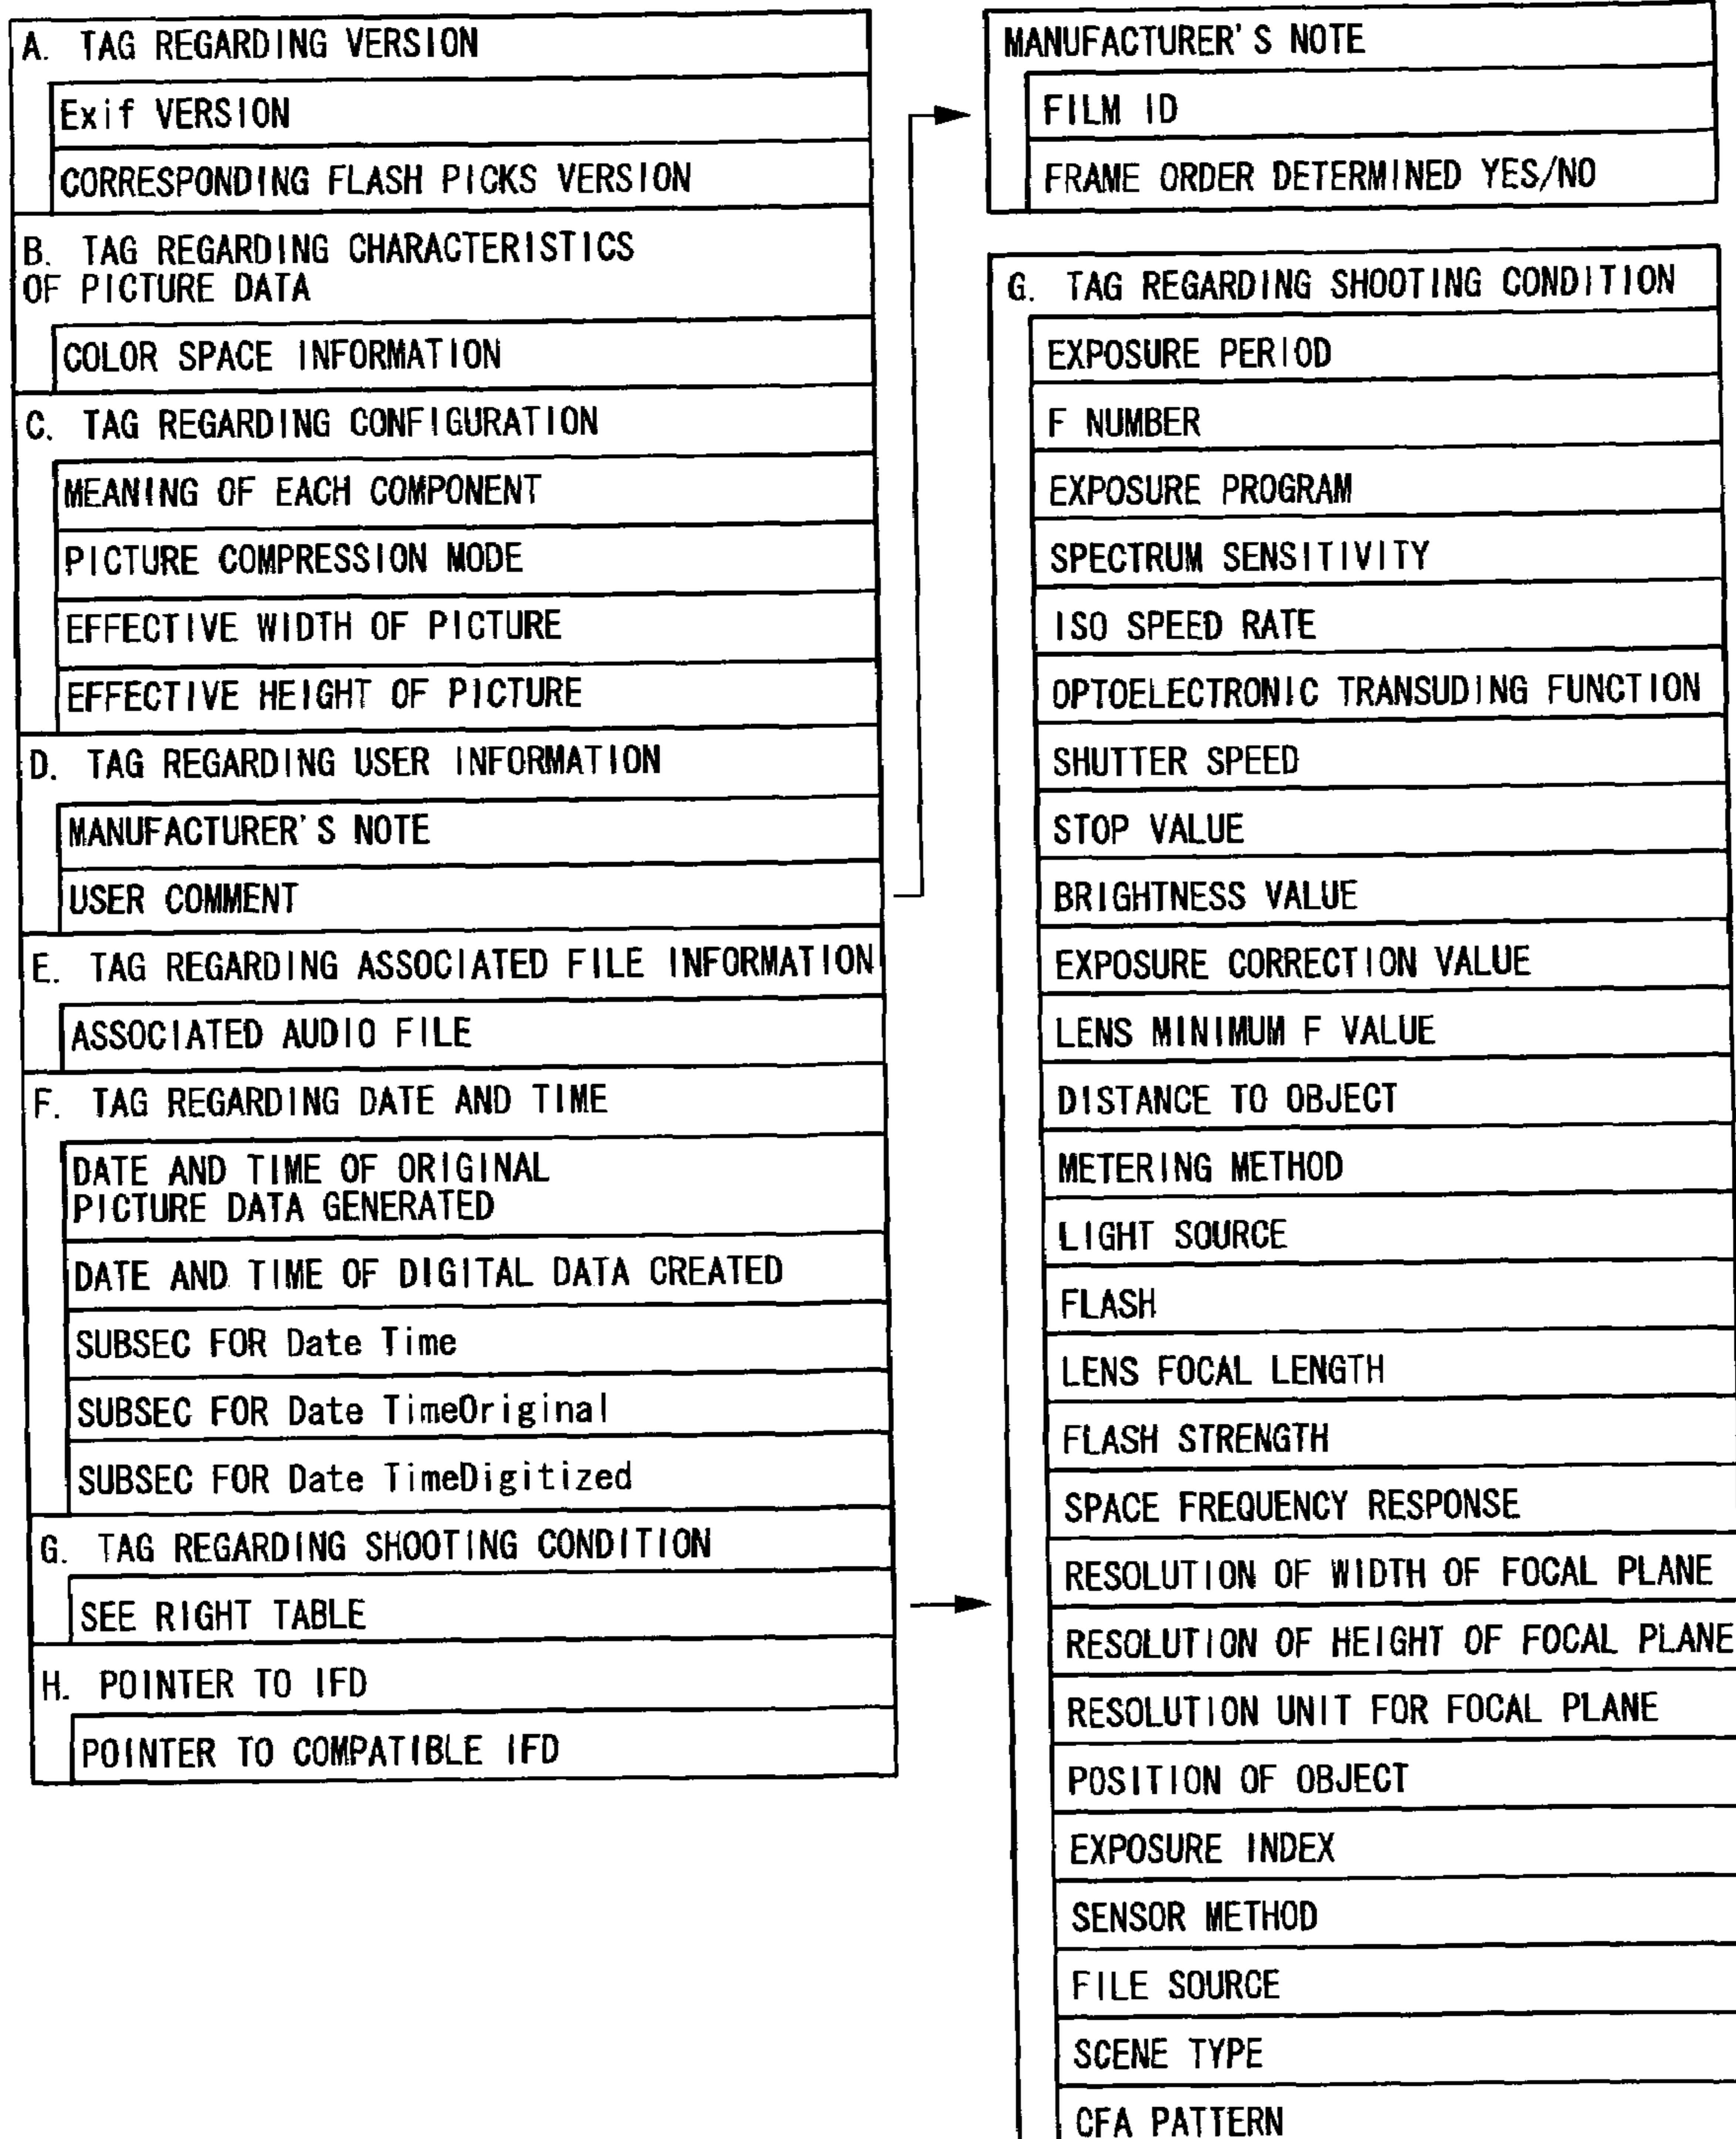 A. TAG REGARDING VERSION
Exif VERSION
CORRESPONDING FLASH PICKS VERSION
B. TAG REGARDING CHARACTERISTICS
OF PICTURE DATA
COLOR SPACE INFORMATION
C. TAG REGARDING CONFIGURATION
MEANING OF EACH COMPONENT
PICTURE COMPRESSION MODE
EFFECTIVE WIDTH OF PICTURE
EFFECTIVE HEIGHT OF PICTURE
D. TAG REGARDING USER INFORMATION
MANUFACTURER'S NOTE
USER COMMENT
E. TAG REGARDING ASSOCIATED FILE INFORMATION
ASSOCIATED AUDIO FILE
F. TAG REGARDING DATE AND TIME
DATE AND TIME OF ORIGINAL
PICTURE DATA GENERATED
DATE AND TIME OF DIGITAL DATA CREATED
SUBSEC FOR Date Time
SUBSEC FOR Date TimeOriginal
SUBSEC FOR Date TimeDigitized
G. TAG REGARDING SHOOTING CONDITION
SEE RIGHT TABLE
H. POINTER TO IFD
POINTER TO COMPATIBLE IFD
MANUFACTURER'S NOTE
FILM ID
FRAME ORDER DETERMINED YES/NO
G. TAG REGARDING SHOOTING CONDITION
EXPOSURE PERIOD
F NUMBER
EXPOSURE PROGRAM
SPECTRUM SENSITIVITY
ISO SPEED RATE
OPTOELECTRONIC TRANSUDING FUNCTION
SHUTTER SPEED
STOP VALUE
BRIGHTNESS VALUE
EXPOSURE CORRECTION VALUE
LENS MINIMUM F VALUE
DISTANCE TO OBJECT
METERING METHOD
LIGHT SOURCE
FLASH
LENS FOCAL LENGTH
FLASH STRENGTH
SPACE FREQUENCY RESPONSE
RESOLUTION OF WIDTH OF FOCAL PLANE
RESOLUTION OF HEIGHT OF FOCAL PLANE
RESOLUTION UNIT FOR FOCAL PLANE
POSITION OF OBJECT
EXPOSURE INDEX
SENSOR METHOD
FILE SOURCE
SCENE TYPE
CFA PATTERN